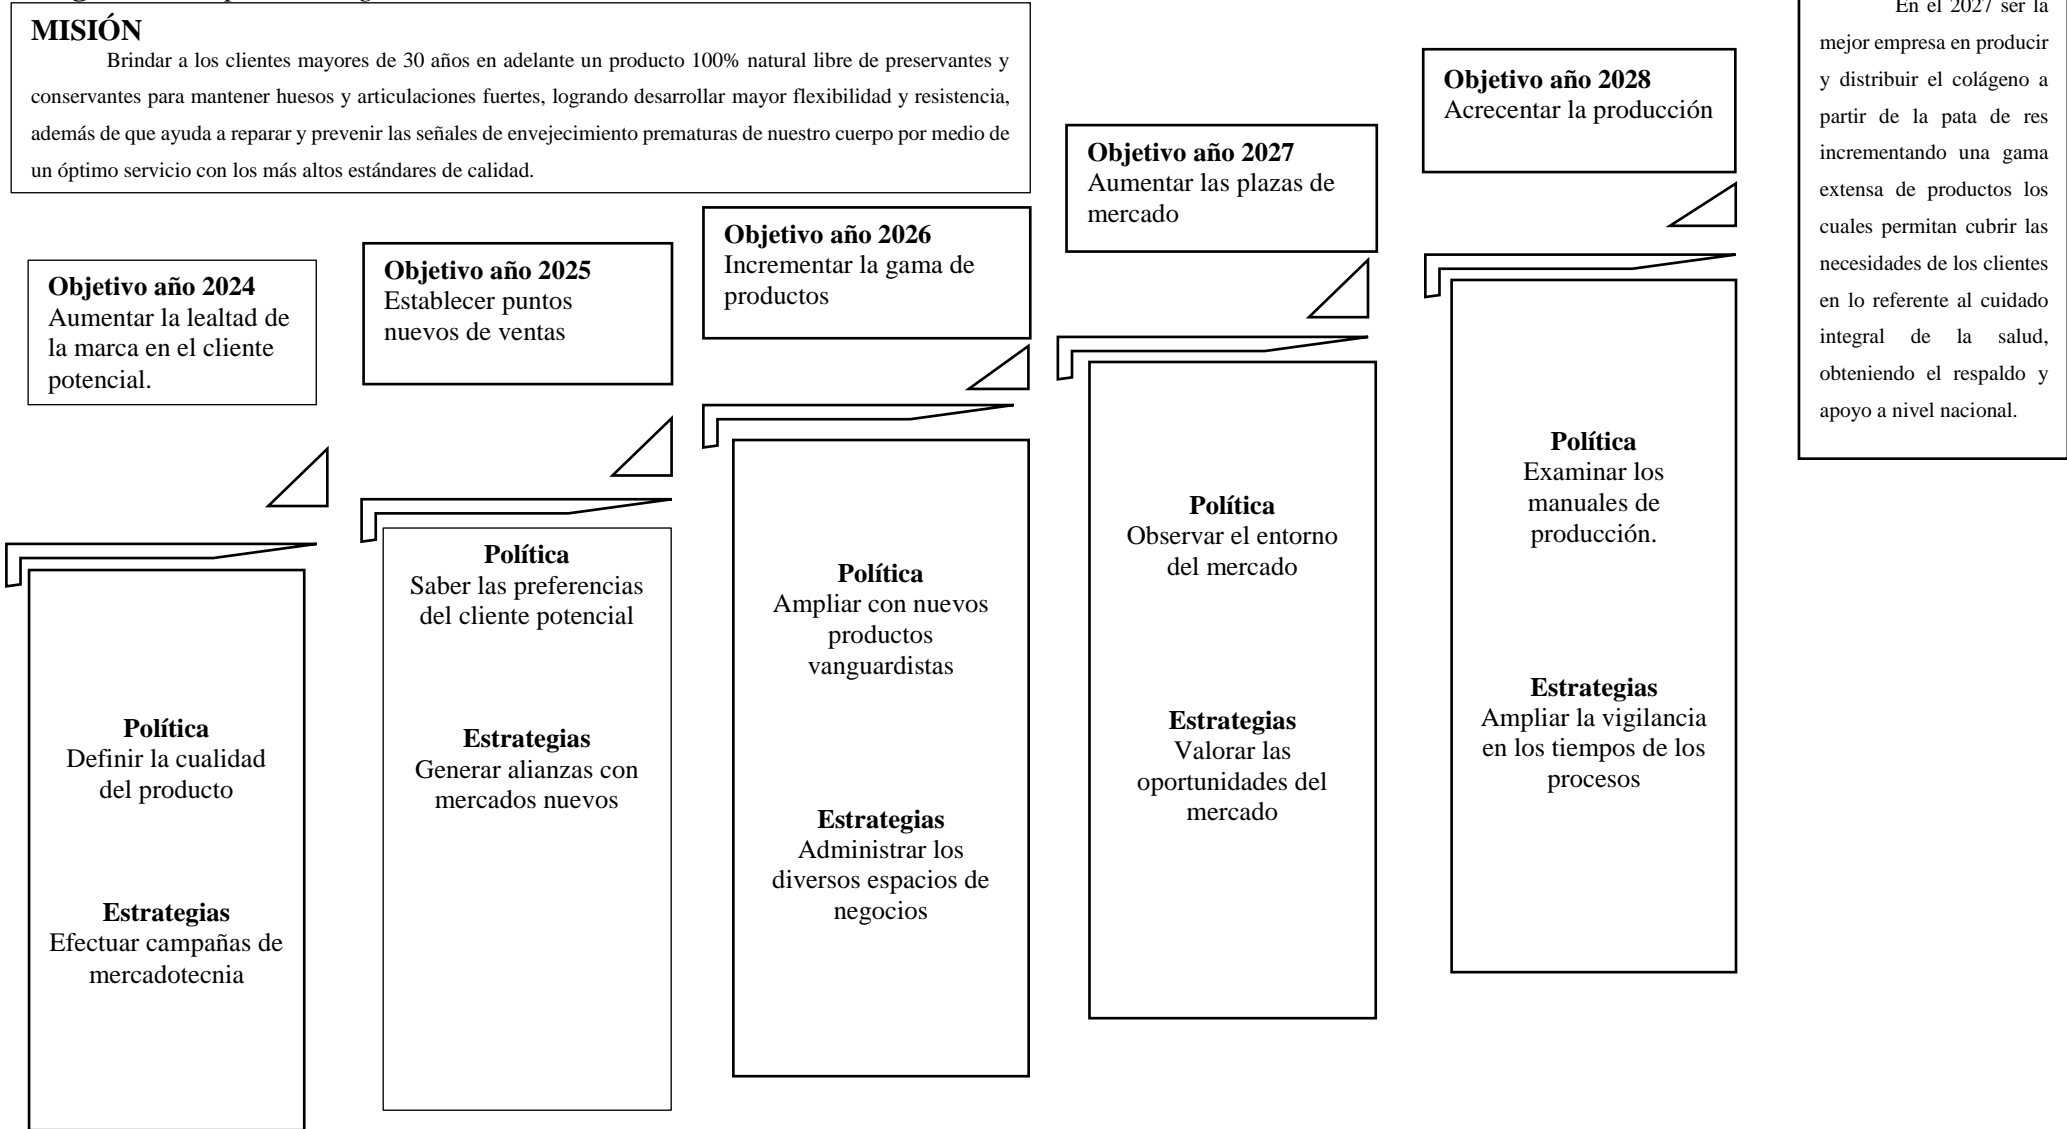 MISIÓN
Brindar a los clientes mayores de 30 años en adelante un producto 100% natural libre de preservantes y
conservantes para mantener huesos y articulaciones fuertes, logrando desarrollar mayor flexibilidad y resistencia,
además de que ayuda a reparar y prevenir las señales de envejecimiento prematuras de nuestro cuerpo por medio de
un óptimo servicio con los más altos estándares de calidad.
Objetivo año 2024
Aumentar la lealtad de
la marca en el cliente
potencial.
Política
Definir la cualidad
del producto
Estrategias
Efectuar campañas de
mercadotecnia
Objetivo año 2025
Establecer puntos
nuevos de ventas
Política
Saber las preferencias
del cliente potencial
Estrategias
Generar alianzas con
mercados nuevos
Objetivo año 2026
Incrementar la gama de
productos
Política
Ampliar con nuevos
productos
vanguardistas
Estrategias
Administrar los
diversos espacios de
negocios
Objetivo año 2027
Aumentar las plazas de
mercado
Política
Observar el entorno
del mercado
Estrategias
Valorar las
oportunidades del
mercado
Objetivo año 2028
Acrecentar la producción
Política
Examinar los
manuales de
producción.
Estrategias
Ampliar la vigilancia
en los tiempos de los
procesos
En el 2027 ser la
mejor empresa en producir
y distribuir el colágeno a
partir de la pata de res
incrementando una gama
extensa de productos los
cuales permitan cubrir las
necesidades de los clientes
en lo referente al cuidado
integral de la salud,
obteniendo el respaldo y
apoyo a nivel nacional.